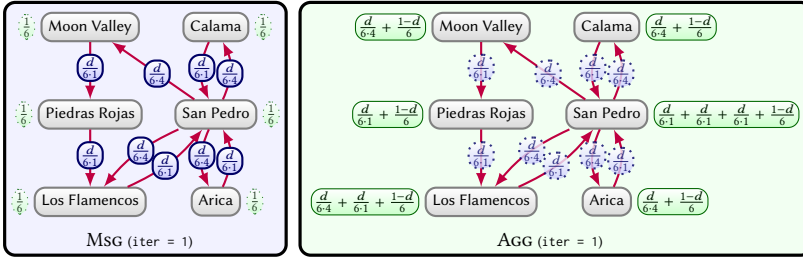 1/6 Moon Valley Calama 1/6
d/6·1 d/6·4 d/6·1 d/6·4
1/6 Piedras Rojas San Pedro 1/6
d/6·1 d/6·4 d/6·1 d/6·4 d/6·1
1/6 Los Flamencos Arica 1/6
MSG (iter = 1)
d/6·4 + 1−d/6 Moon Valley Calama d/6·4 + 1−d/6
d/6·1 d/6·4 d/6·1 d/6·4
d/6·1 + 1−d/6 Piedras Rojas San Pedro d/6·1 + d/6·1 + d/6·1 + 1−d/6
d/6·1 d/6·4 d/6·1 d/6·4 d/6·1
d/6·4 + d/6·1 + 1−d/6 Los Flamencos Arica d/6·4 + 1−d/6
AGG (iter = 1)